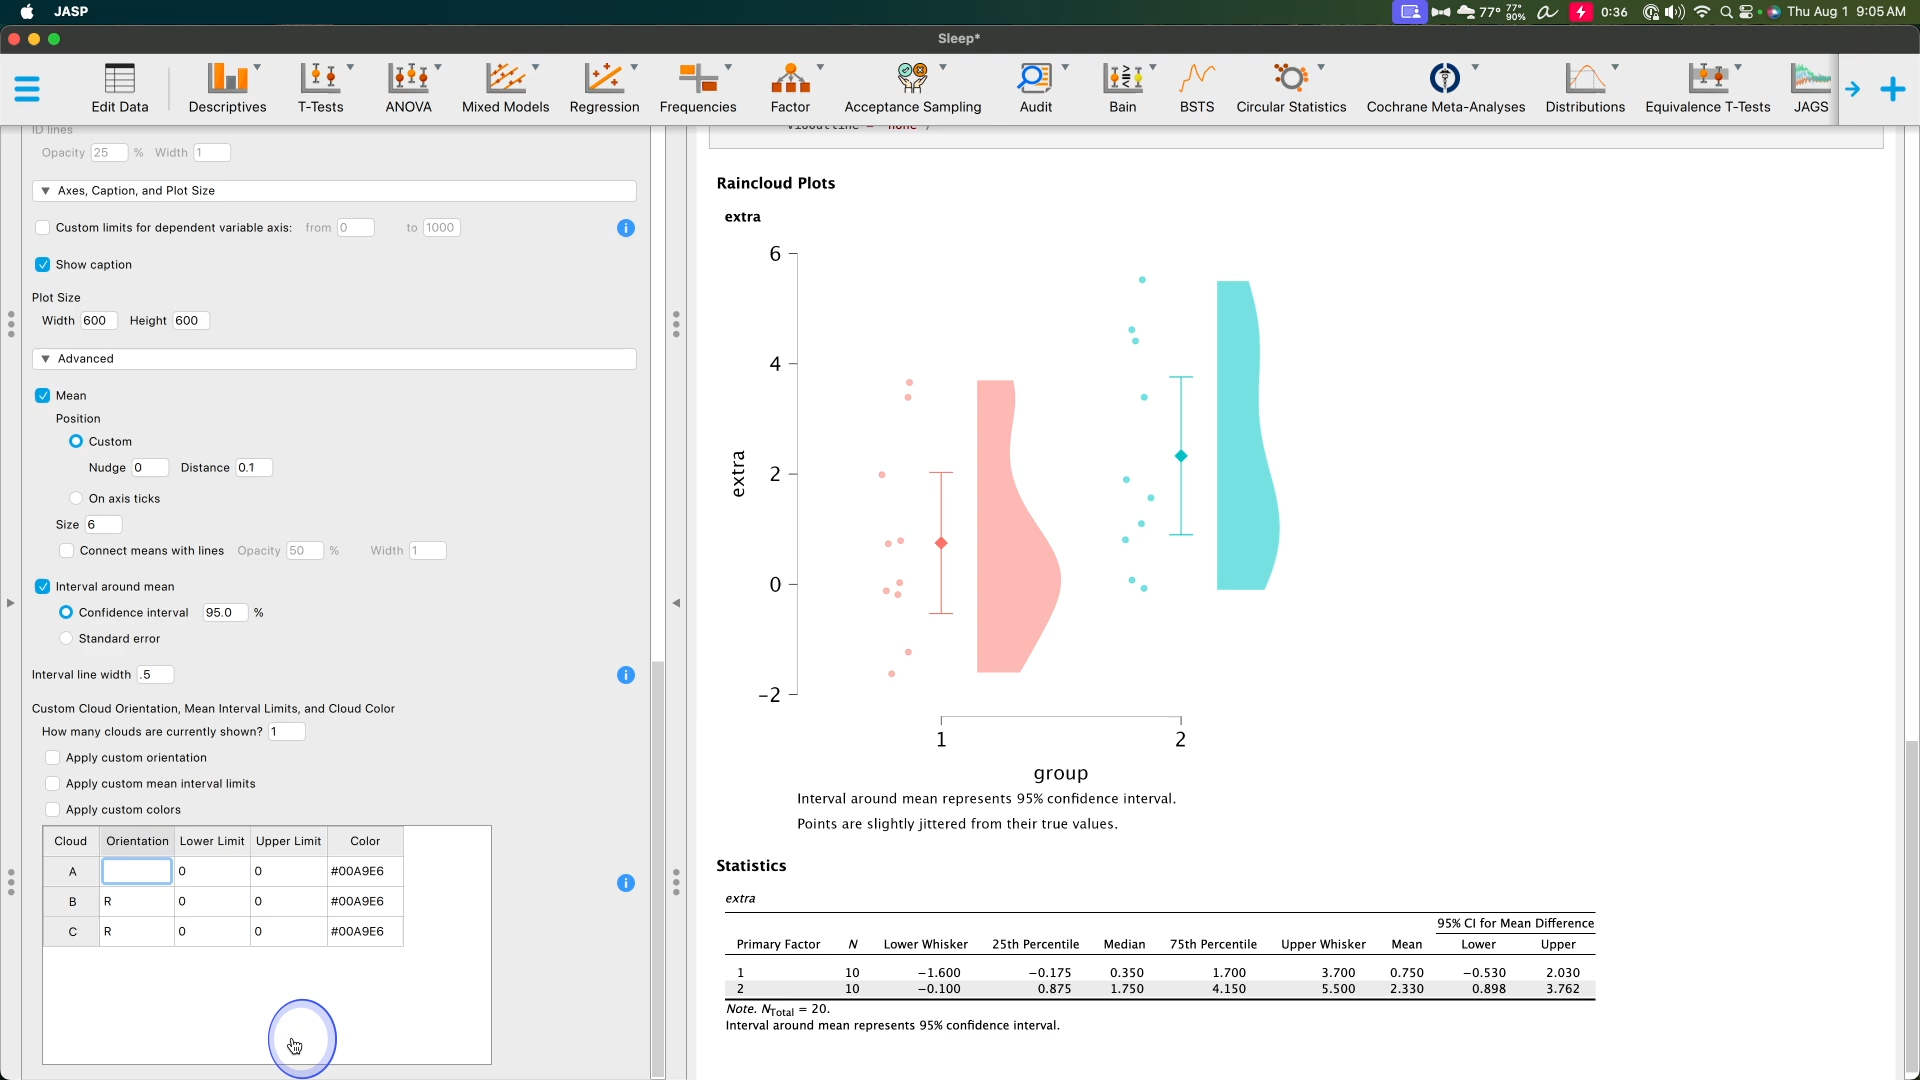 JASP 77° 77° 90% 0:36 Thu Aug 1 9:05 AM
Sleep*
Edit Data Descriptives T-Tests ANOVA Mixed Models Regression Frequencies Factor Acceptance Sampling Audit Bain BSTS Circular Statistics Cochrane Meta-Analyses Distributions Equivalence T-Tests JAGS
ID lines
Opacity 25 % Width 1
Axes, Caption, and Plot Size
Custom limits for dependent variable axis: from 0 to 1000
Show caption
Plot Size
Width 600 Height 600
Advanced
Mean
Position
Custom
Nudge 0 Distance 0.1
On axis ticks
Size 6
Connect means with lines Opacity 50 % Width 1
Interval around mean
Confidence interval 95.0 %
Standard error
Interval line width .5
Custom Cloud Orientation, Mean Interval Limits, and Cloud Color
How many clouds are currently shown? 1
Apply custom orientation
Apply custom mean interval limits
Apply custom colors
Cloud Orientation Lower Limit Upper Limit Color
A 0 0 #00A9E6
B R 0 0 #00A9E6
C R 0 0 #00A9E6
Raincloud Plots
extra
6
4
2
0
−2
extra
1 2
group
Interval around mean represents 95% confidence interval.
Points are slightly jittered from their true values.
Statistics
extra
95% CI for Mean Difference
Primary Factor N Lower Whisker 25th Percentile Median 75th Percentile Upper Whisker Mean Lower Upper
1 10 −1.600 −0.175 0.350 1.700 3.700 0.750 −0.530 2.030
2 10 −0.100 0.875 1.750 4.150 5.500 2.330 0.898 3.762
Note. NTotal = 20.
Interval around mean represents 95% confidence interval.